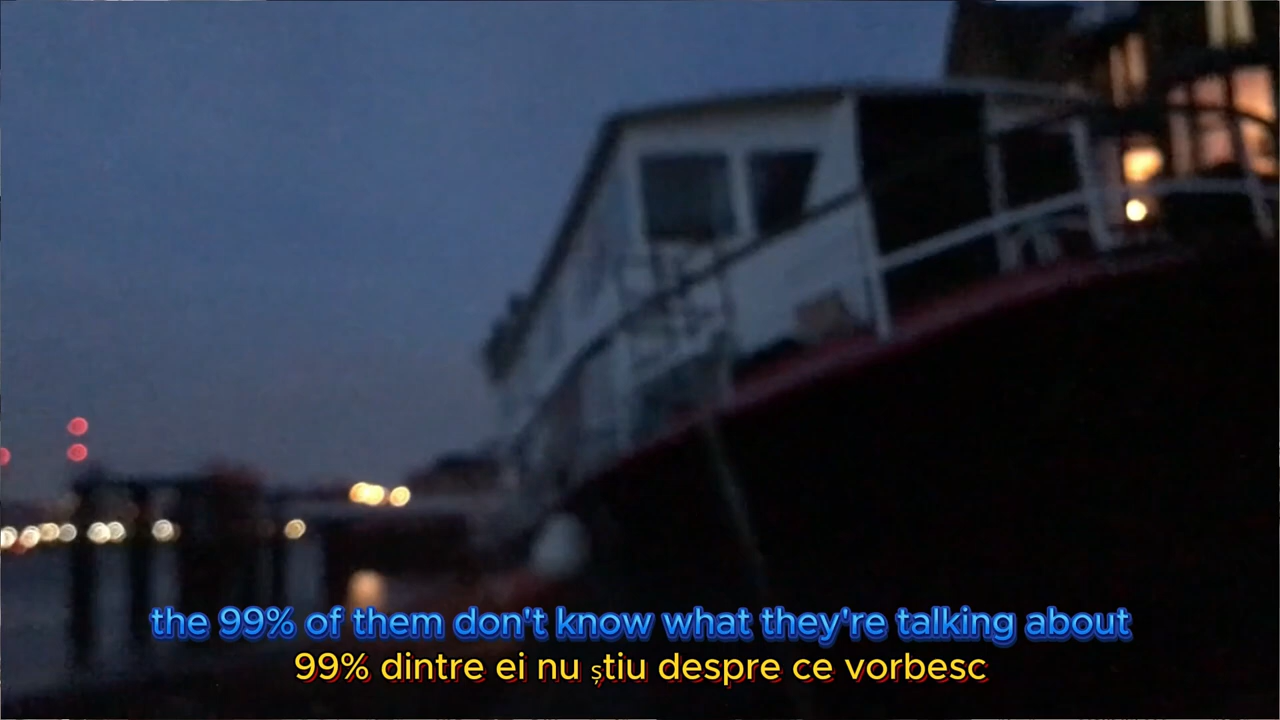 the 99% of them don't know what they're talking about
99% dintre ei nu știu despre ce vorbesc